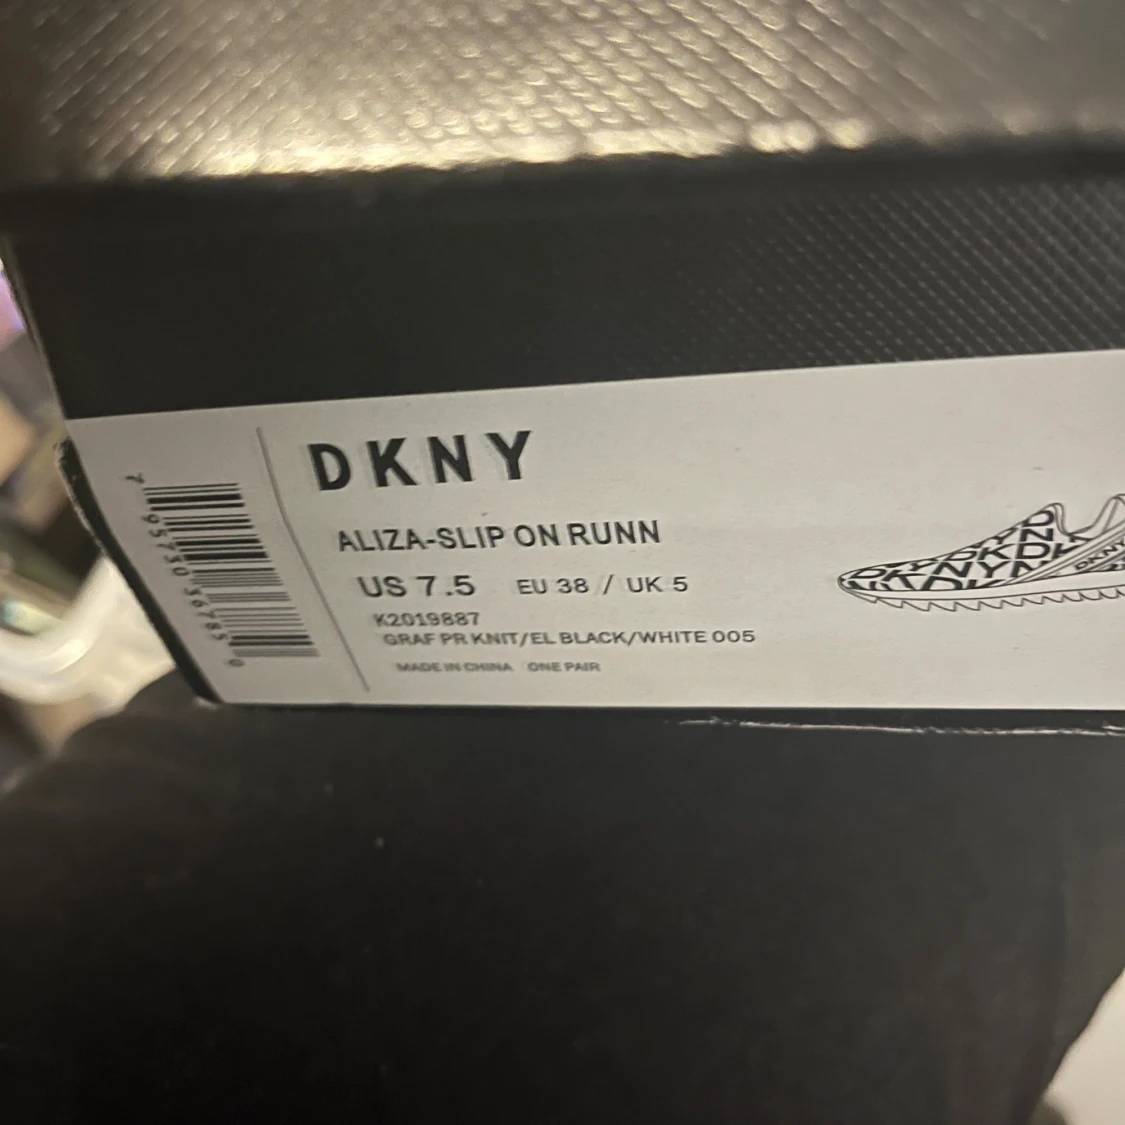 DKNY
ALIZA-SLIP ON RUNN
US 7.5 EU 38 / UK 5
K2019887
GRAF PR KNIT/EL BLACK/WHITE 005
MADE IN CHINA ONE PAIR
DKNY